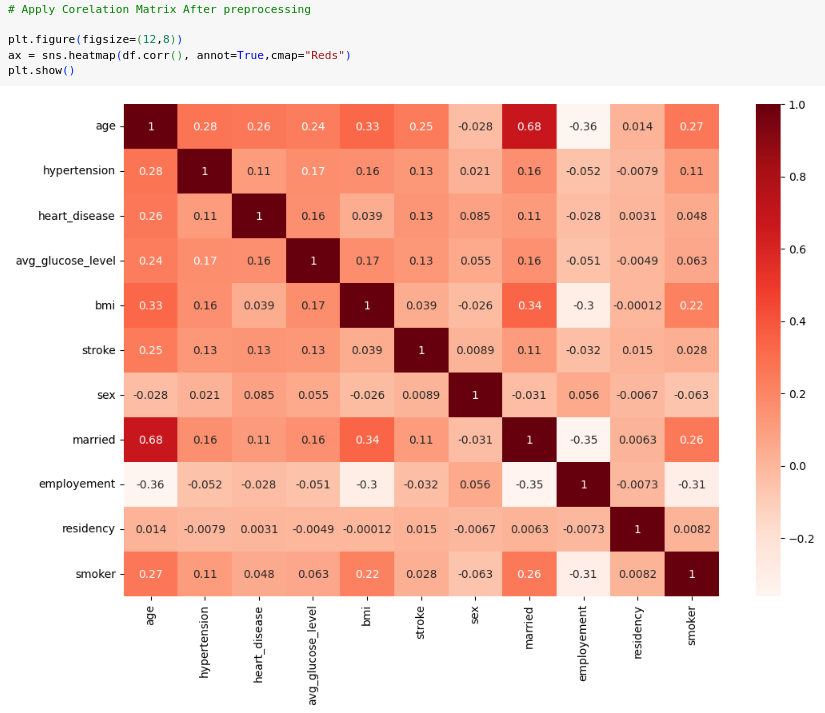 # Apply Corelation Matrix After preprocessing
plt.figure(figsize=(12,8))
ax = sns.heatmap(df.corr(), annot=True,cmap="Reds")
plt.show()
age 1 0.28 0.26 0.24 0.33 0.25 -0.028 0.68 -0.36 0.014 0.27
hypertension 0.28 1 0.11 0.17 0.16 0.13 0.021 0.16 -0.052 -0.0079 0.11
heart_disease 0.26 0.11 1 0.16 0.039 0.13 0.085 0.11 -0.028 0.0031 0.048
avg_glucose_level 0.24 0.17 0.16 1 0.17 0.13 0.055 0.16 -0.051 -0.0049 0.063
bmi 0.33 0.16 0.039 0.17 1 0.039 -0.026 0.34 -0.3 -0.00012 0.22
stroke 0.25 0.13 0.13 0.13 0.039 1 0.0089 0.11 -0.032 0.015 0.028
sex -0.028 0.021 0.085 0.055 -0.026 0.0089 1 -0.031 0.056 -0.0067 -0.063
married 0.68 0.16 0.11 0.16 0.34 0.11 -0.031 1 -0.35 0.0063 0.26
employement -0.36 -0.052 -0.028 -0.051 -0.3 -0.032 0.056 -0.35 1 -0.0073 -0.31
residency 0.014 -0.0079 0.0031 -0.0049 -0.00012 0.015 -0.0067 0.0063 -0.0073 1 0.0082
smoker 0.27 0.11 0.048 0.063 0.22 0.028 -0.063 0.26 -0.31 0.0082 1
age hypertension heart_disease avg_glucose_level bmi stroke sex married employement residency smoker
1.0
0.8
0.6
0.4
0.2
0.0
−0.2